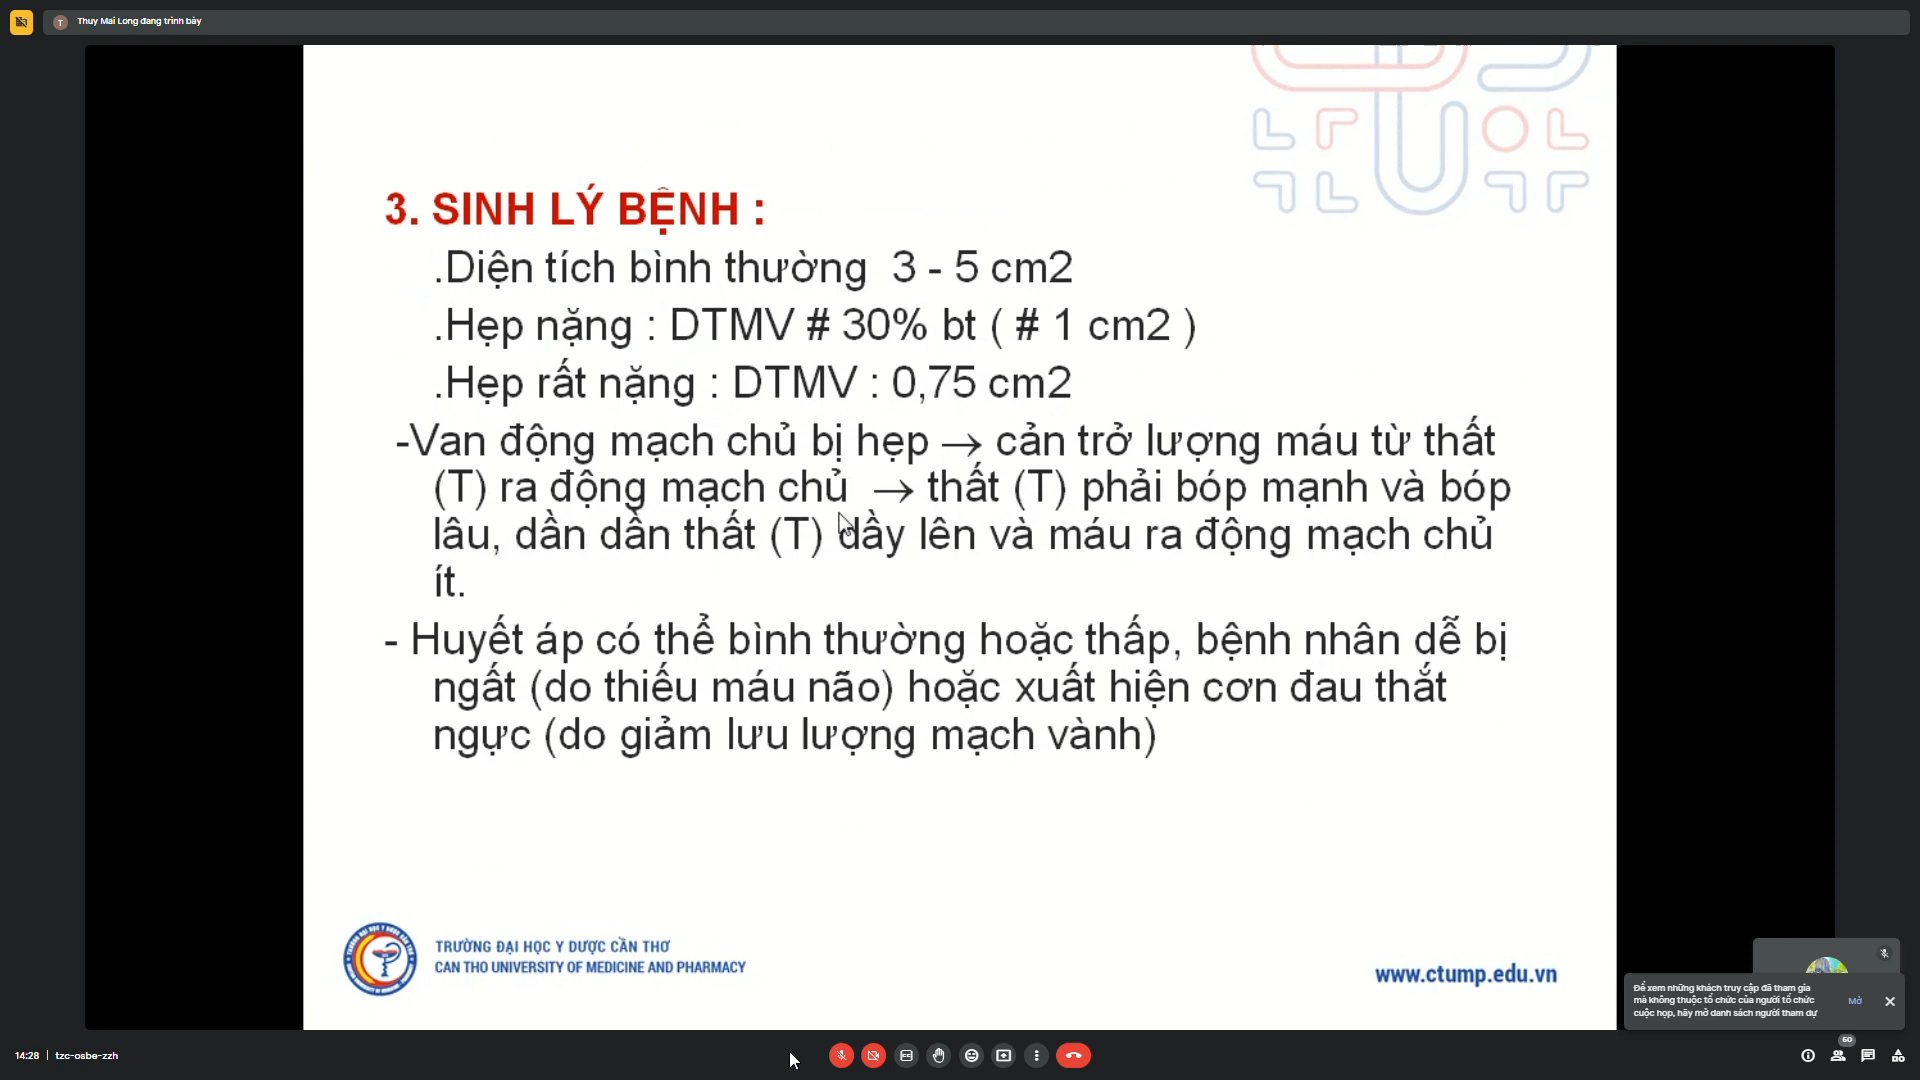 T Thuy Mai Long đang trình bày
3. SINH LÝ BỆNH :
.Diện tích bình thường 3 - 5 cm2
.Hẹp nặng : DTMV # 30% bt ( # 1 cm2 )
.Hẹp rất nặng : DTMV : 0,75 cm2
-Van động mạch chủ bị hẹp → cản trở lượng máu từ thất
(T) ra động mạch chủ → thất (T) phải bóp mạnh và bóp
lâu, dần dần thất (T) dầy lên và máu ra động mạch chủ
ít.
- Huyết áp có thể bình thường hoặc thấp, bệnh nhân dễ bị
ngất (do thiếu máu não) hoặc xuất hiện cơn đau thắt
ngực (do giảm lưu lượng mạch vành)
TRƯỜNG ĐẠI HỌC Y DƯỢC CẦN THƠ
CAN THO UNIVERSITY OF MEDICINE AND PHARMACY
www.ctump.edu.vn
Để xem những khách truy cập đã tham gia
mà không thuộc tổ chức của người tổ chức
cuộc họp, hãy mở danh sách người tham dự
Mở
14:28 | tzc-osbe-zzh
60